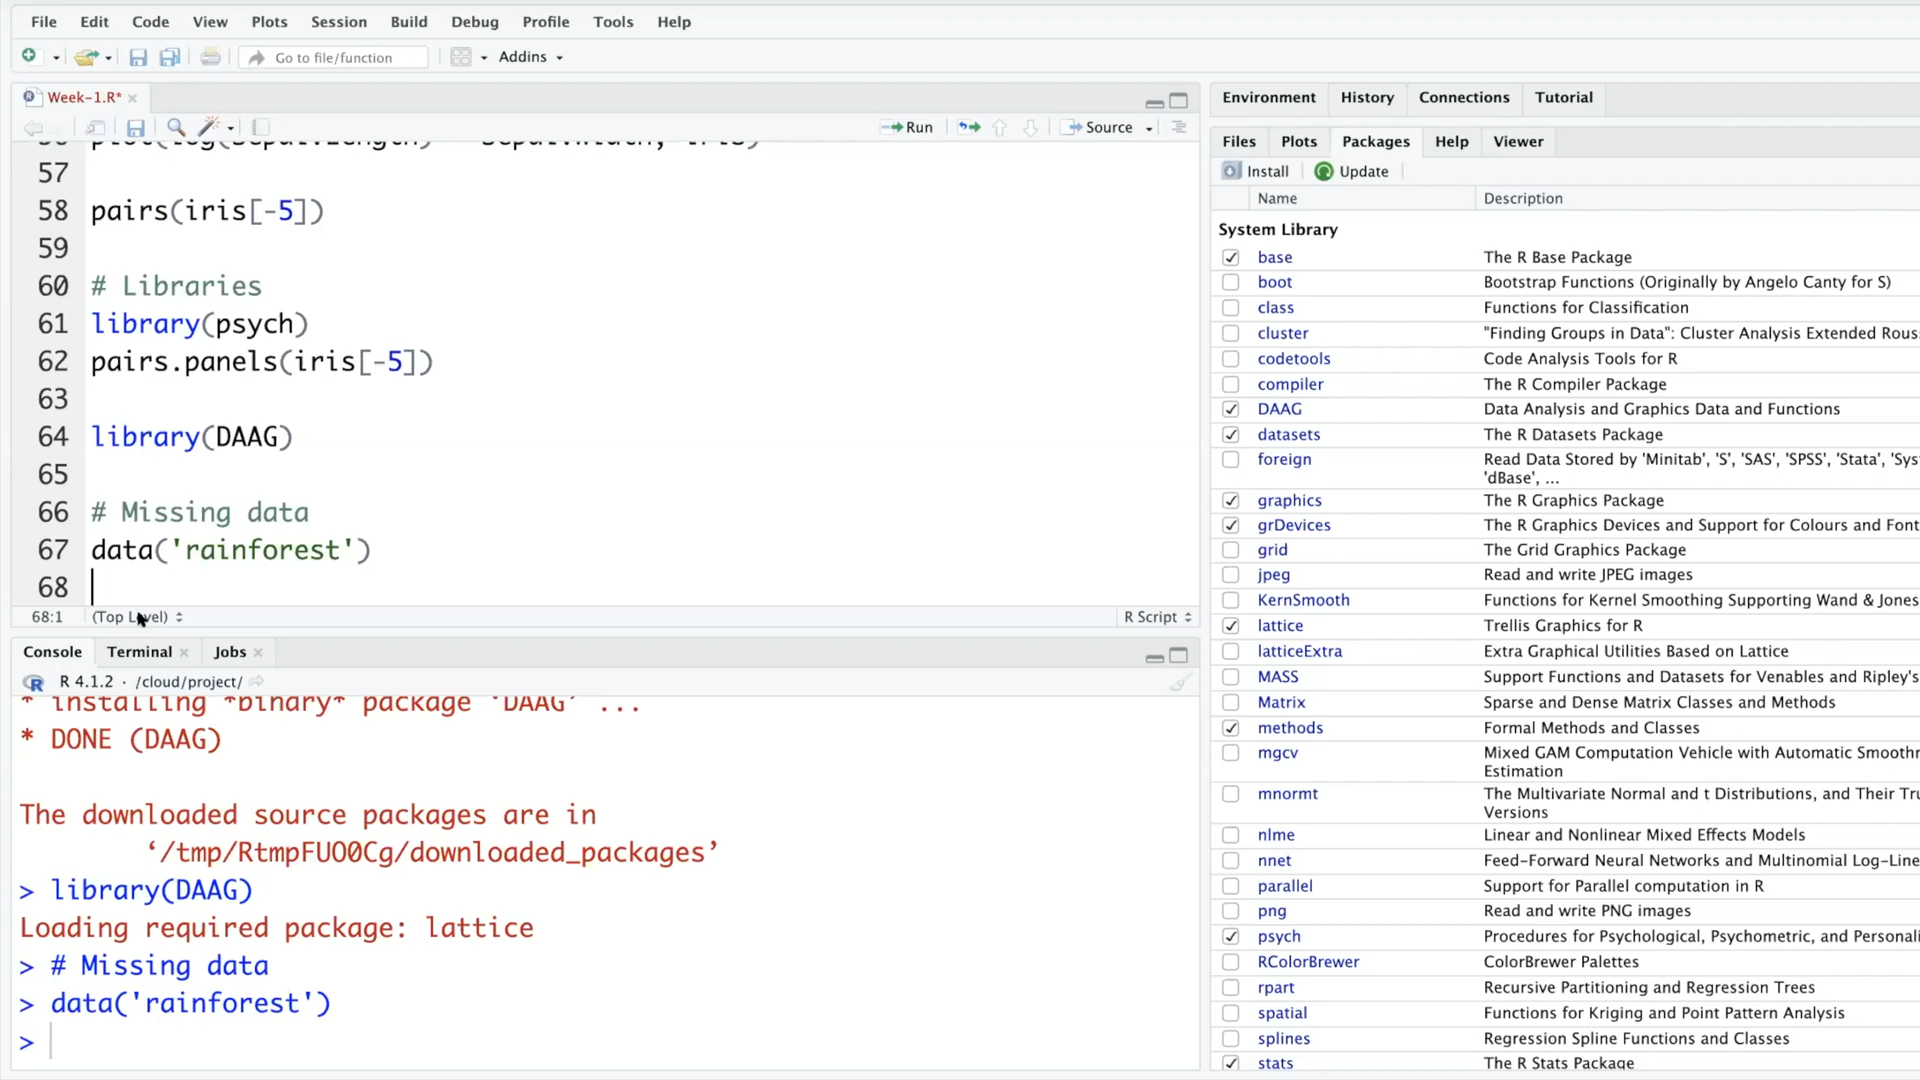 File Edit Code View Plots Session Build Debug Profile Tools Help
Go to file/function Addins
Week-1.R*
Run Source
57
58 pairs(iris[-5])
59
60 # Libraries
61 library(psych)
62 pairs.panels(iris[-5])
63
64 library(DAAG)
65
66 # Missing data
67 data('rainforest')
68
68:1 (Top Level) R Script
Console Terminal Jobs
R 4.1.2 · /cloud/project/
* installing *binary* package ‘DAAG’ ...
* DONE (DAAG)
The downloaded source packages are in
‘/tmp/RtmpFUO0Cg/downloaded_packages’
> library(DAAG)
Loading required package: lattice
> # Missing data
> data('rainforest')
>
Environment History Connections Tutorial
Files Plots Packages Help Viewer
Install Update
Name Description
System Library
base The R Base Package
boot Bootstrap Functions (Originally by Angelo Canty for S)
class Functions for Classification
cluster "Finding Groups in Data": Cluster Analysis Extended Rous
codetools Code Analysis Tools for R
compiler The R Compiler Package
DAAG Data Analysis and Graphics Data and Functions
datasets The R Datasets Package
foreign Read Data Stored by 'Minitab', 'S', 'SAS', 'SPSS', 'Stata', 'Sys
'dBase', ...
graphics The R Graphics Package
grDevices The R Graphics Devices and Support for Colours and Font
grid The Grid Graphics Package
jpeg Read and write JPEG images
KernSmooth Functions for Kernel Smoothing Supporting Wand & Jones
lattice Trellis Graphics for R
latticeExtra Extra Graphical Utilities Based on Lattice
MASS Support Functions and Datasets for Venables and Ripley's
Matrix Sparse and Dense Matrix Classes and Methods
methods Formal Methods and Classes
mgcv Mixed GAM Computation Vehicle with Automatic Smooth
Estimation
mnormt The Multivariate Normal and t Distributions, and Their Tru
Versions
nlme Linear and Nonlinear Mixed Effects Models
nnet Feed-Forward Neural Networks and Multinomial Log-Line
parallel Support for Parallel computation in R
png Read and write PNG images
psych Procedures for Psychological, Psychometric, and Personali
RColorBrewer ColorBrewer Palettes
rpart Recursive Partitioning and Regression Trees
spatial Functions for Kriging and Point Pattern Analysis
splines Regression Spline Functions and Classes
stats The R Stats Package